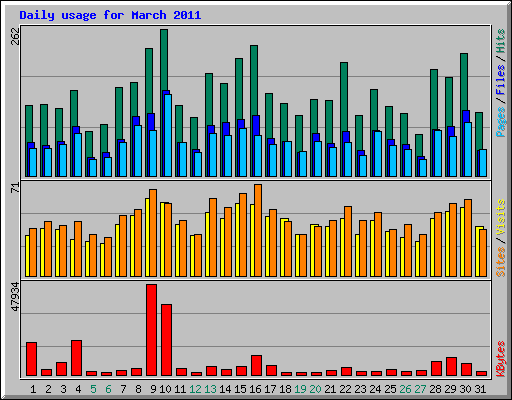 Daily usage for March 2011
262
Pages / Files / Hits
71
Sites / Visits
47934
KBytes
1 2 3 4 5 6 7 8 9 10 11 12 13 14 15 16 17 18 19 20 21 22 23 24 25 26 27 28 29 30 31